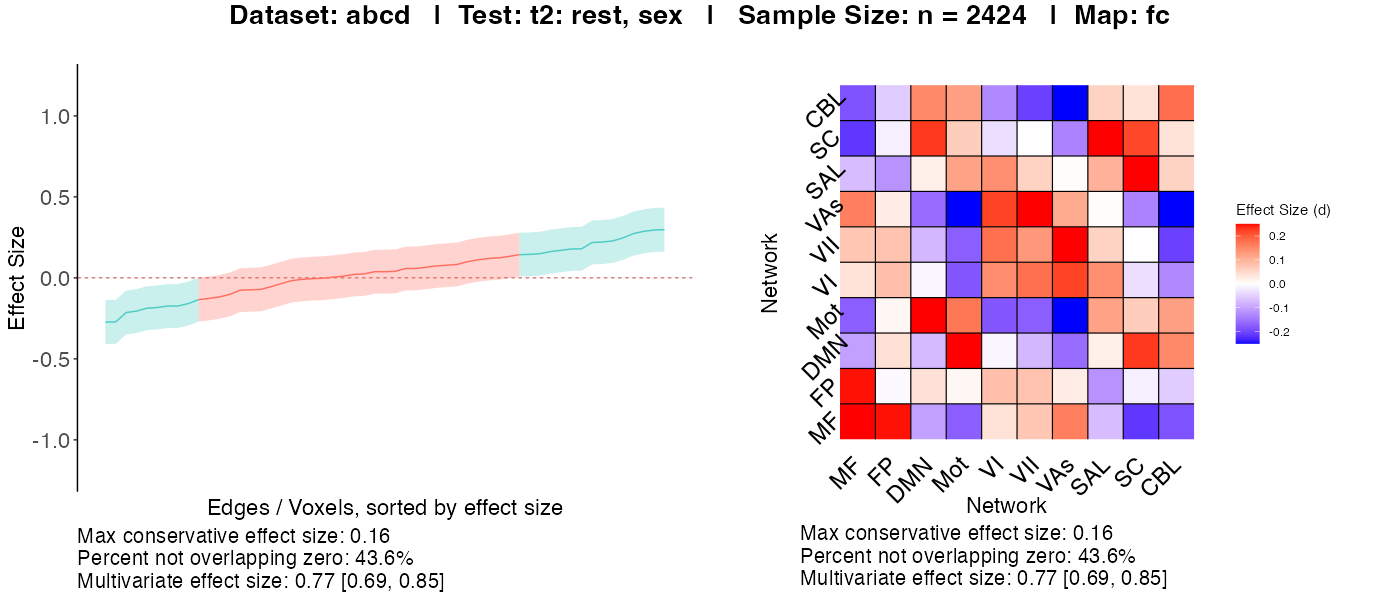 Dataset: abcd | Test: t2: rest, sex | Sample Size: n = 2424 | Map: fc
Effect Size
1.0
0.5
0.0
-0.5
-1.0
Edges / Voxels, sorted by effect size
Max conservative effect size: 0.16
Percent not overlapping zero: 43.6%
Multivariate effect size: 0.77 [0.69, 0.85]
Network
CBL
SC
SAL
VAs
VII
VI
Mot
DMN
FP
MF
MF FP DMN Mot VI VII VAs SAL SC CBL
Network
Max conservative effect size: 0.16
Percent not overlapping zero: 43.6%
Multivariate effect size: 0.77 [0.69, 0.85]
Effect Size (d)
0.2
0.1
0.0
-0.1
-0.2